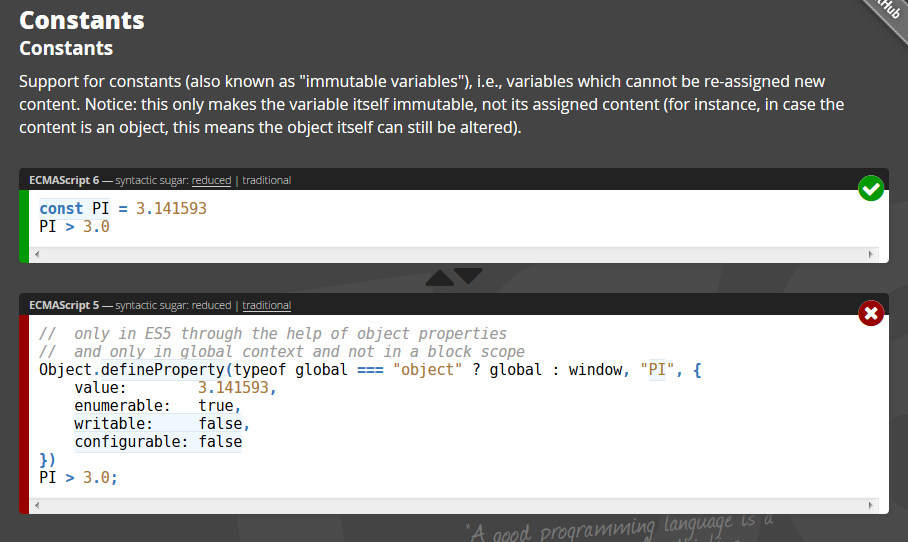 Constants
Constants
Support for constants (also known as "immutable variables"), i.e., variables which cannot be re-assigned new
content. Notice: this only makes the variable itself immutable, not its assigned content (for instance, in case the
content is an object, this means the object itself can still be altered).
ECMAScript 6 — syntactic sugar: reduced | traditional
const PI = 3.141593
PI > 3.0
ECMAScript 5 — syntactic sugar: reduced | traditional
//  only in ES5 through the help of object properties
//  and only in global context and not in a block scope
Object.defineProperty(typeof global === "object" ? global : window, "PI", {
    value:        3.141593,
    enumerable:   true,
    writable:     false,
    configurable: false
})
PI > 3.0;
"A good programming language is a